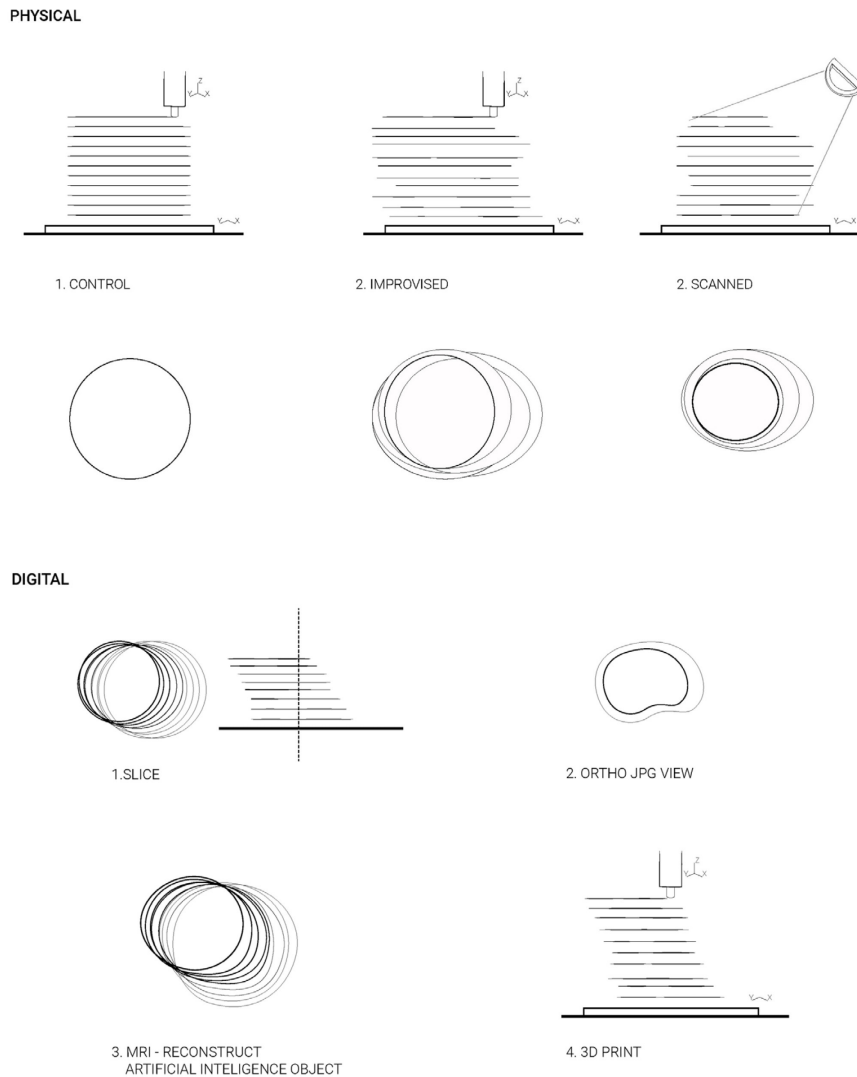 PHYSICAL
Z
Y X
Y X
1. CONTROL
Z
Y X
Y X
2. IMPROVISED
Y X
2. SCANNED
DIGITAL
1.SLICE
2. ORTHO JPG VIEW
3. MRI - RECONSTRUCT
ARTIFICIAL INTELIGENCE OBJECT
Z
Y X
Y X
4. 3D PRINT